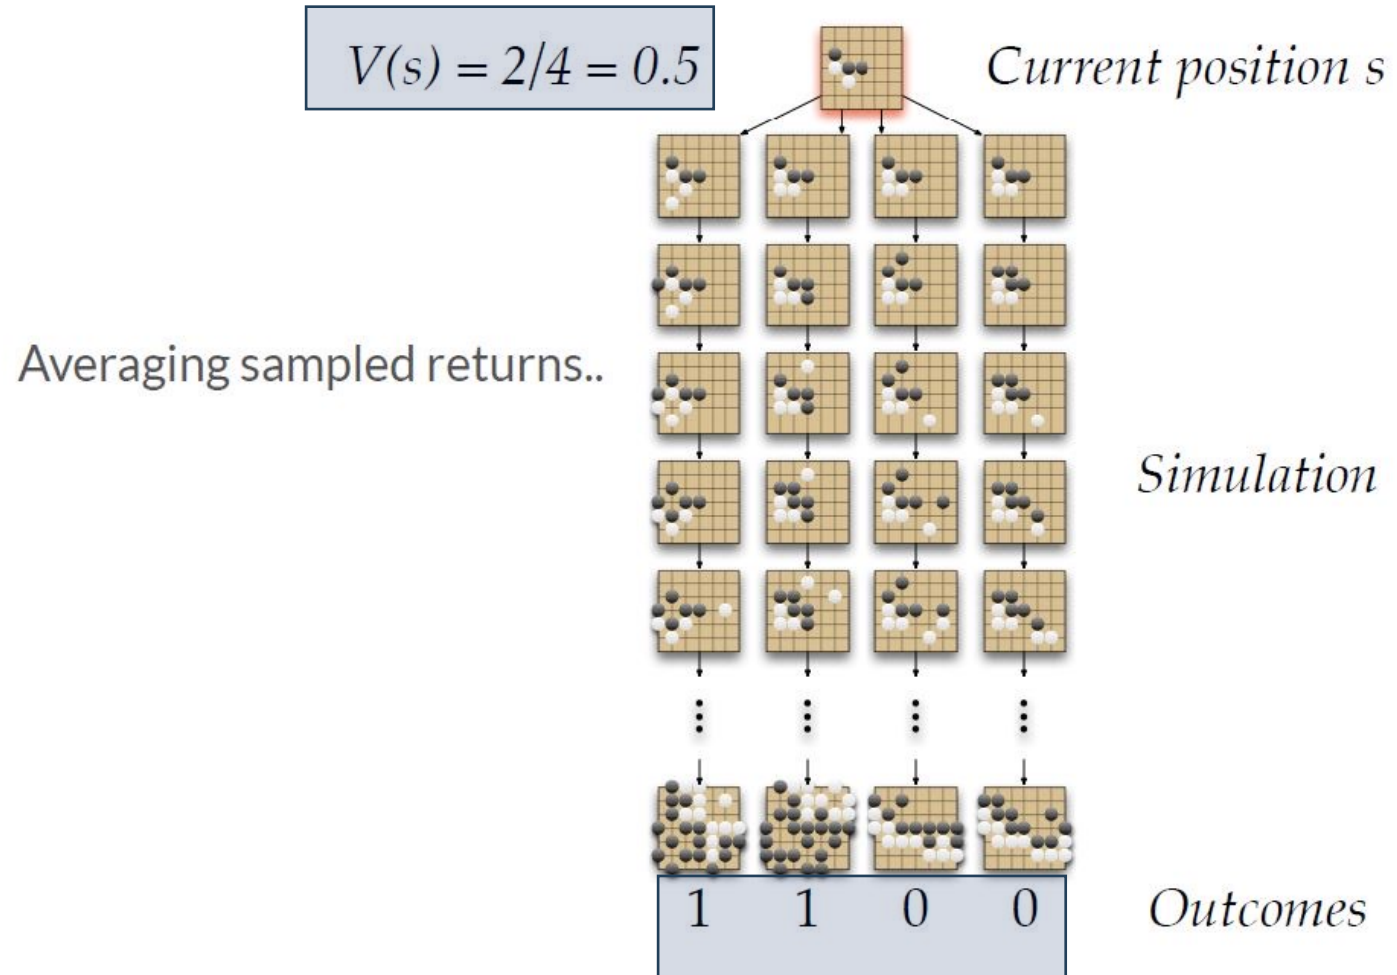 V(s) = 2/4 = 0.5
Current position s
Averaging sampled returns..
Simulation
1 1 0 0
Outcomes